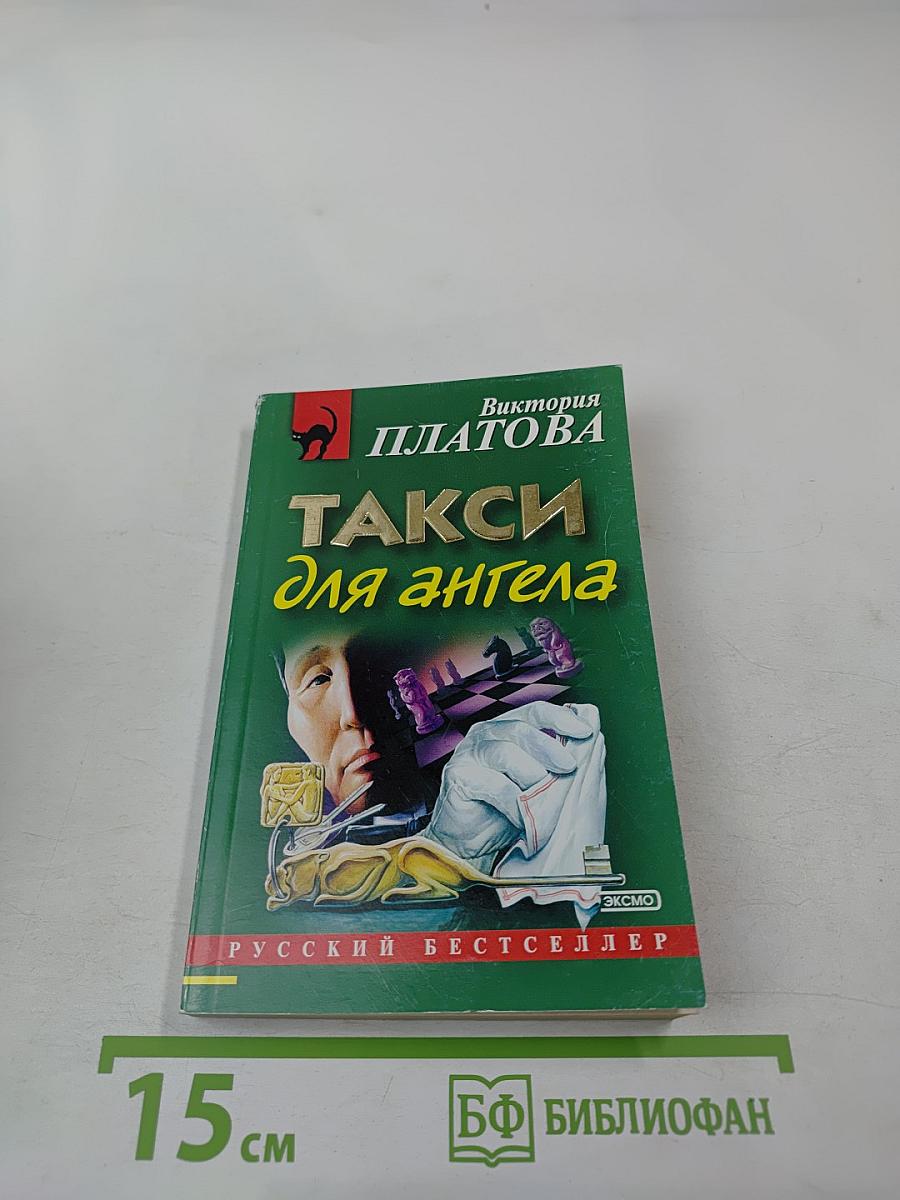 Виктория
ПЛАТОВА
ТАКСИ
для ангела
ЭКСМО
РУССКИЙ БЕСТСЕЛЛЕР
15 см
БФ БИБЛИОФАН